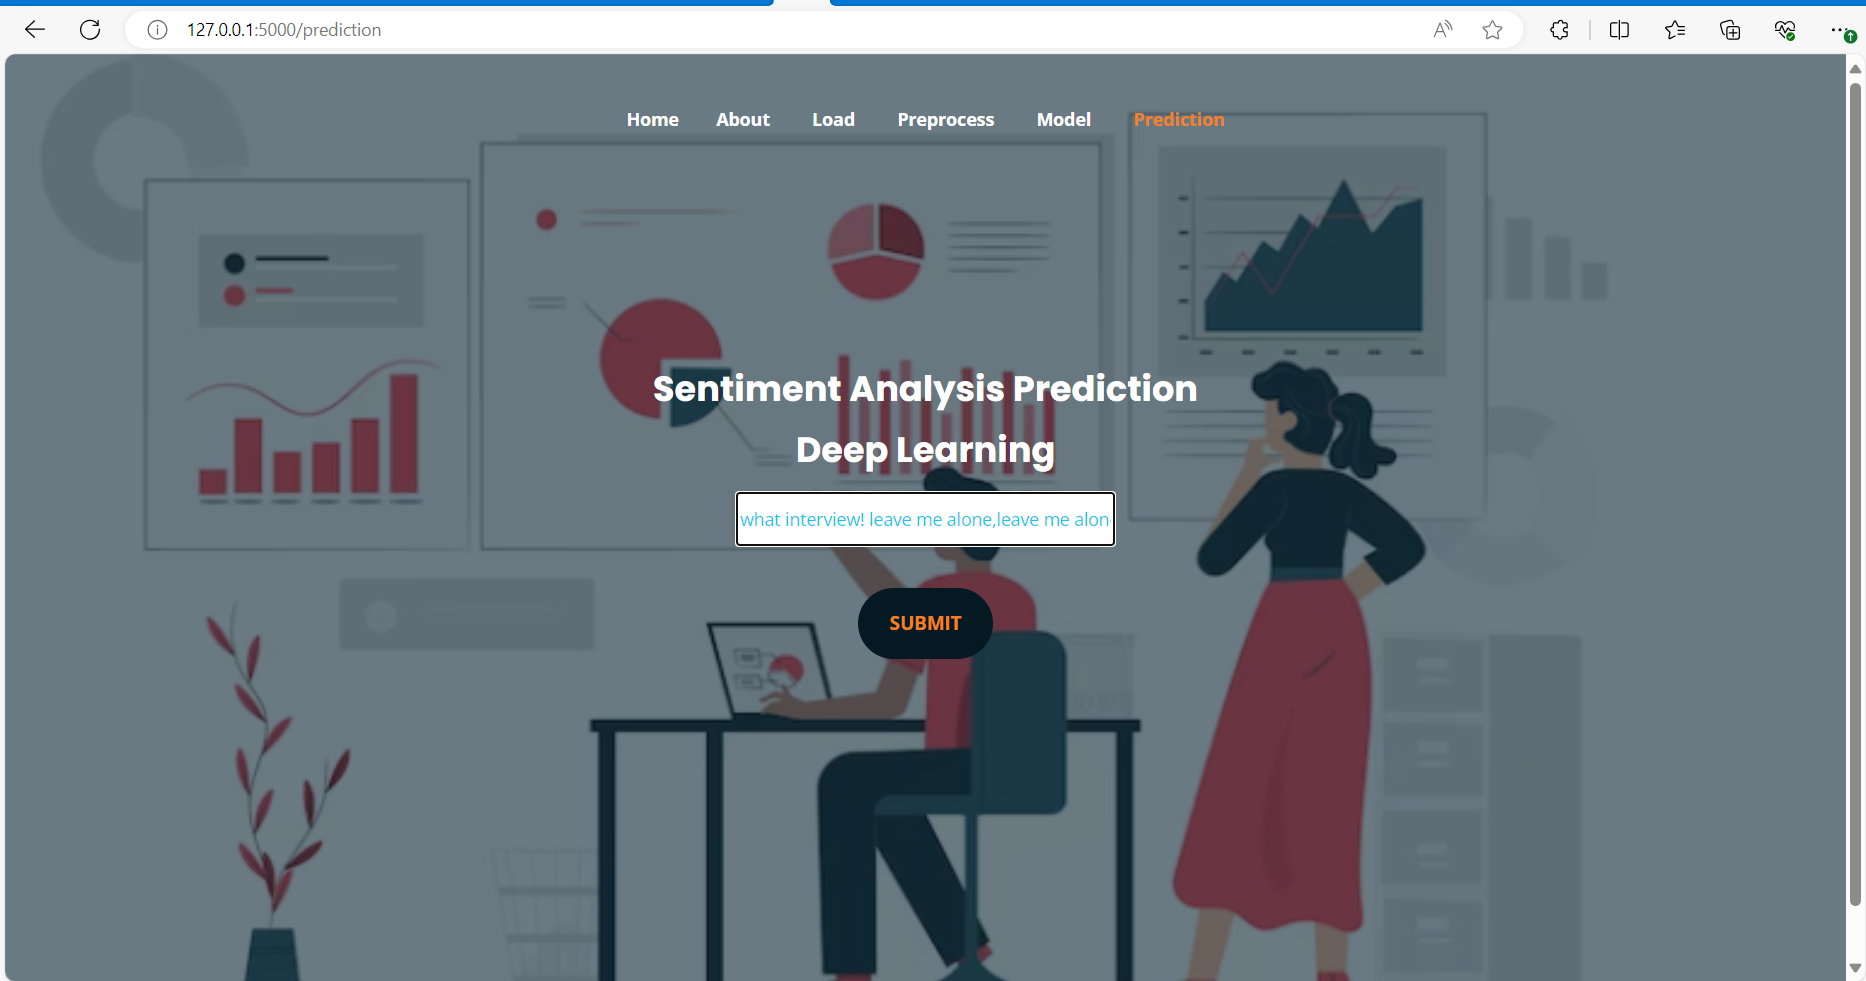 127.0.0.1:5000/prediction
Home About Load Preprocess Model Prediction
Sentiment Analysis Prediction
Deep Learning
what interview! leave me alone,leave me alon
SUBMIT